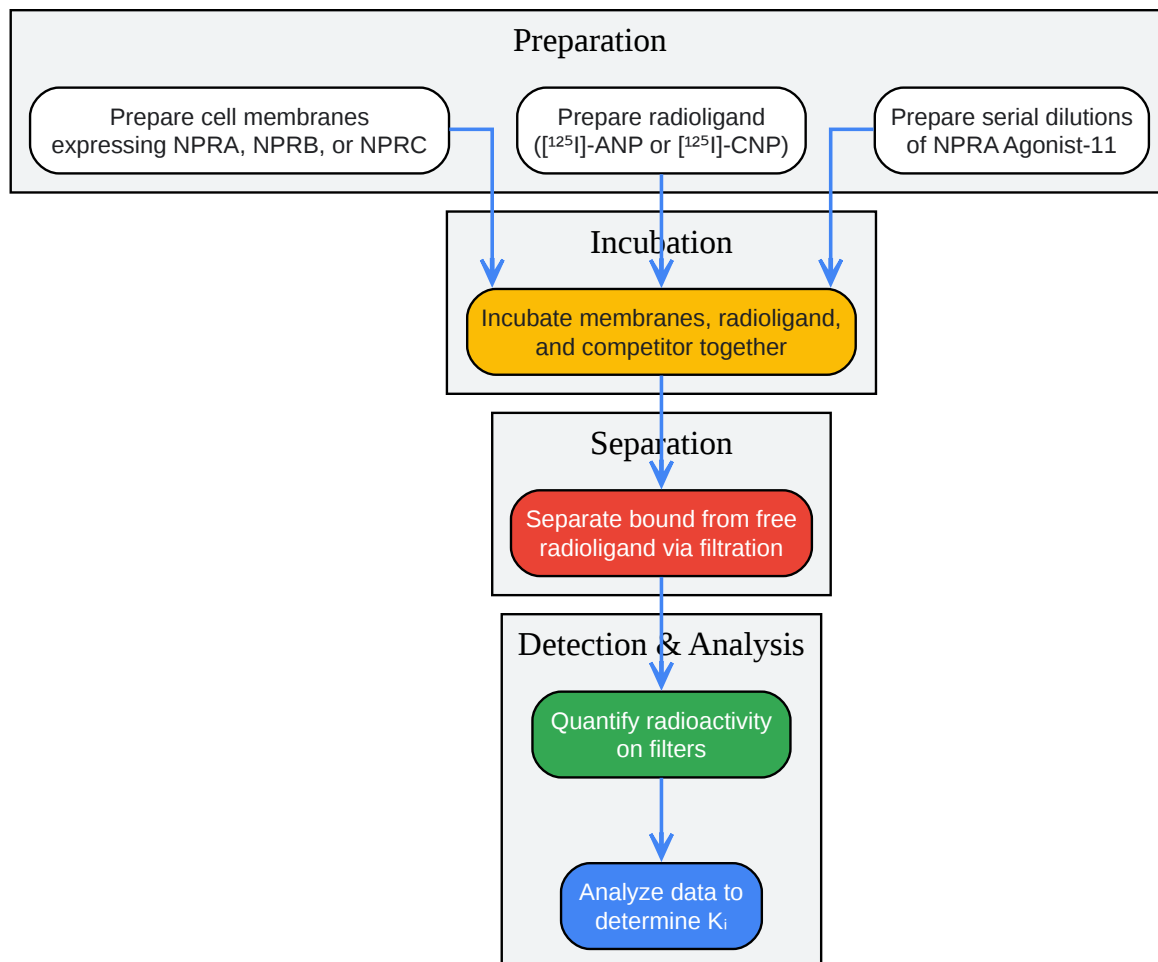 Preparation
Prepare cell membranes
expressing NPRA, NPRB, or NPRC
Prepare radioligand
([¹²⁵I]-ANP or [¹²⁵I]-CNP)
Prepare serial dilutions
of NPRA Agonist-11
Incubation
Incubate membranes, radioligand,
and competitor together
Separation
Separate bound from free
radioligand via filtration
Detection & Analysis
Quantify radioactivity
on filters
Analyze data to
determine Kᵢ